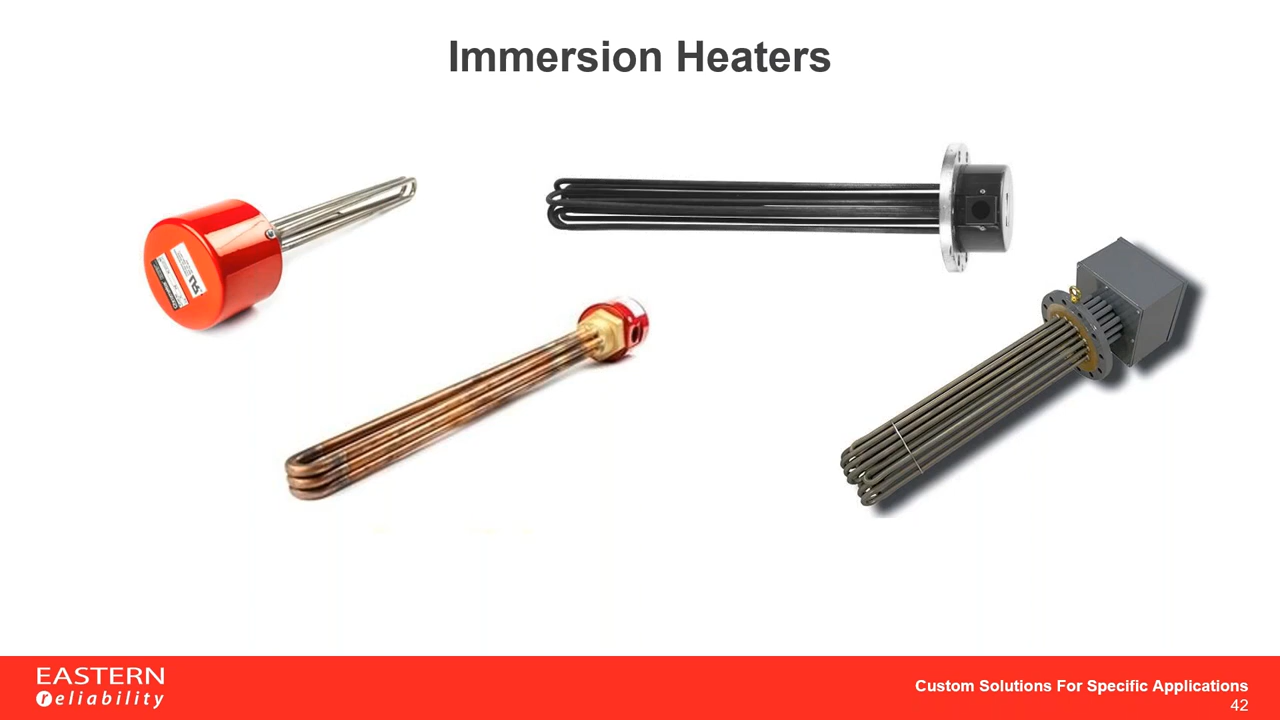 Immersion Heaters
EASTERN
reliability
Custom Solutions For Specific Applications
42